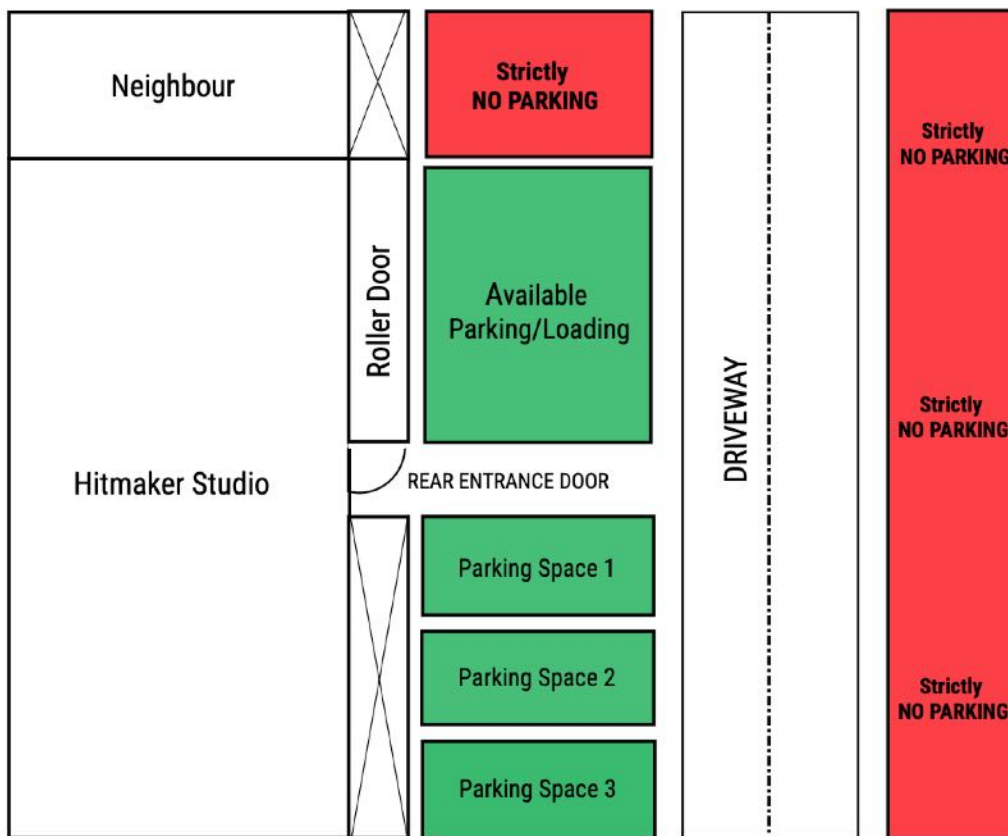 Neighbour
Strictly
NO PARKING
Strictly
NO PARKING
Roller Door
Available
Parking/Loading
DRIVEWAY
Strictly
NO PARKING
Hitmaker Studio
REAR ENTRANCE DOOR
Parking Space 1
Parking Space 2
Strictly
NO PARKING
Parking Space 3